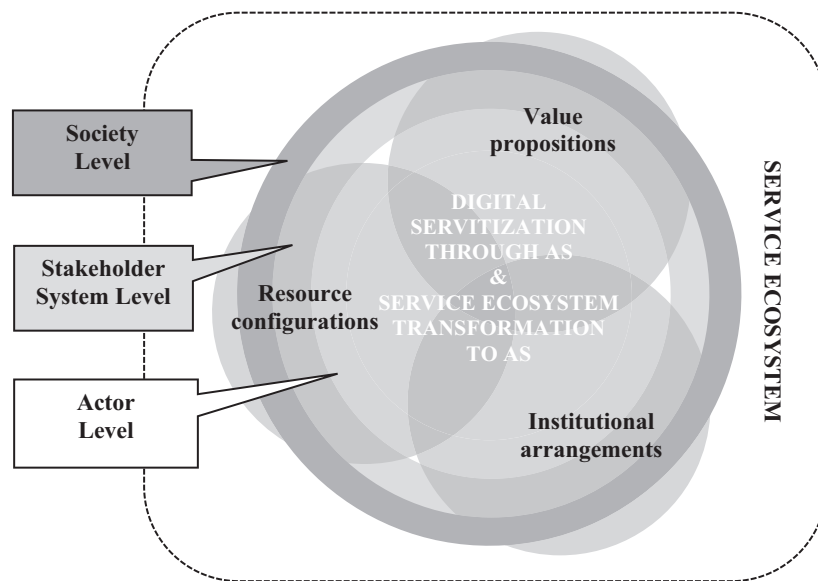 Society
Level
Stakeholder
System Level
Actor
Level
Value
propositions
DIGITAL
SERVITIZATION
THROUGH AS
&
SERVICE ECOSYSTEM
TRANSFORMATION
TO AS
Resource
configurations
Institutional
arrangements
SERVICE ECOSYSTEM